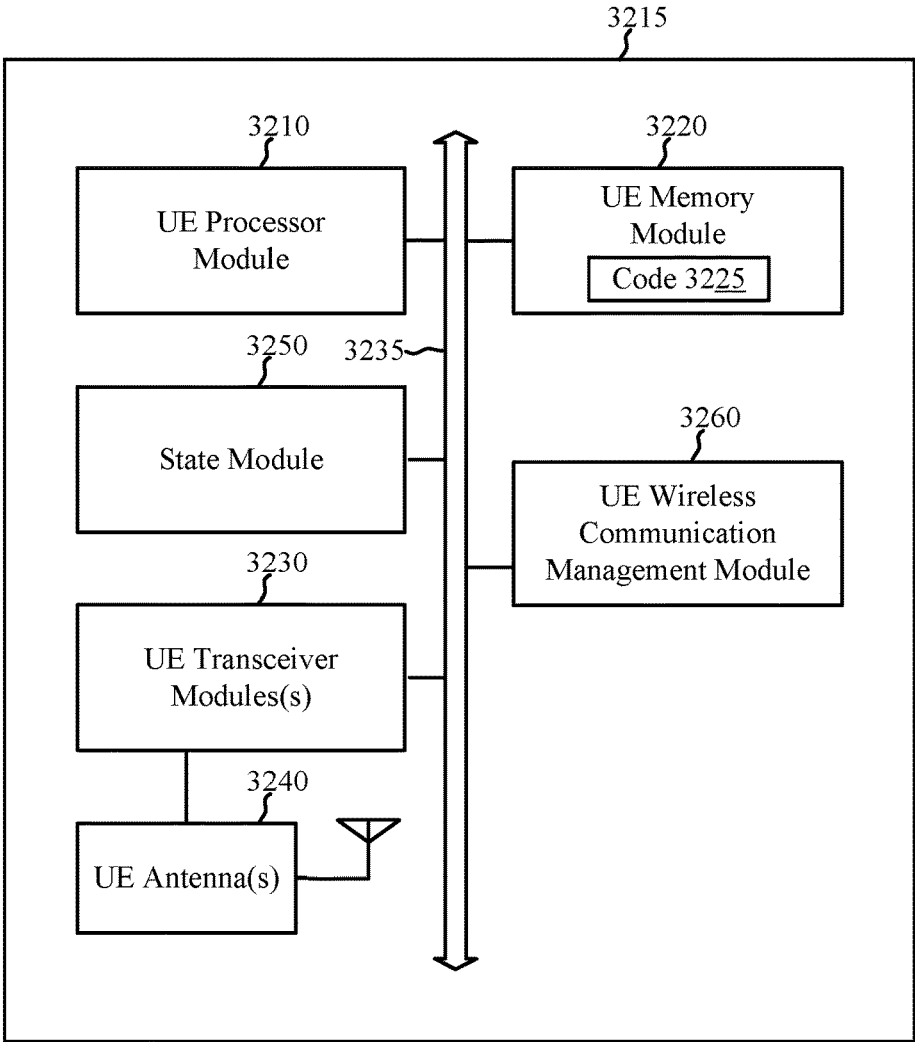 3215
3210
UE Processor
Module
3220
UE Memory
Module
Code 3225
3235
3250
State Module
3260
UE Wireless
Communication
Management Module
3230
UE Transceiver
Modules(s)
3240
UE Antenna(s)